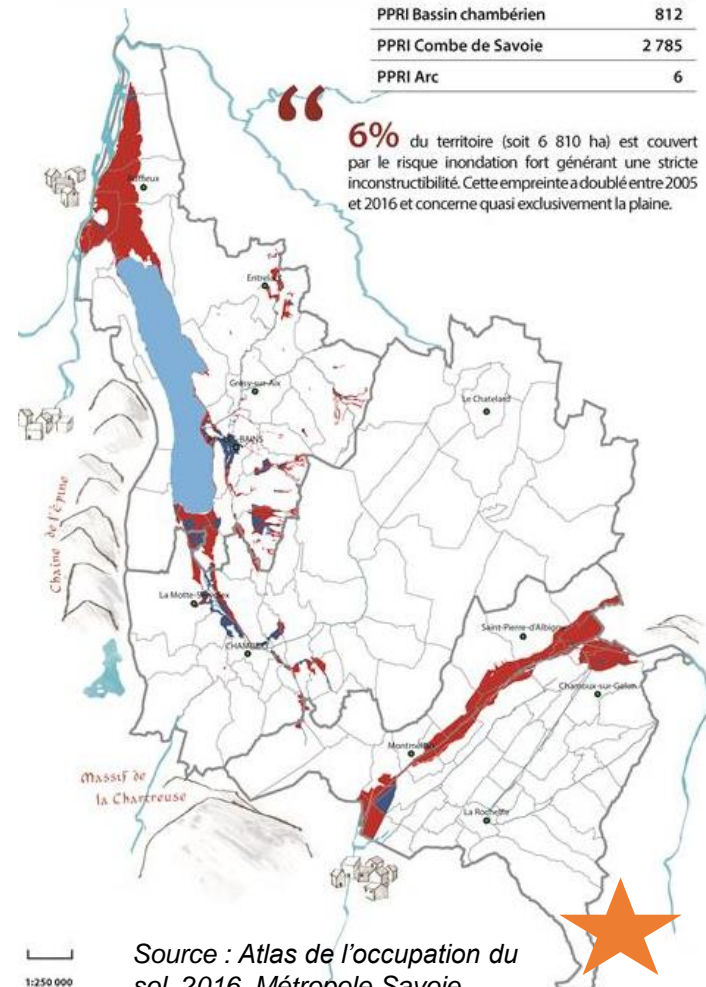 PPRI Bassin chambérien 812
PPRI Combe de Savoie 2 785
PPRI Arc 6
“
6% du territoire (soit 6 810 ha) est couvert
par le risque inondation fort générant une stricte
inconstructibilité. Cette empreinte a doublé entre 2005
et 2016 et concerne quasi exclusivement la plaine.
Entrelacs
Grésy-sur-Aix
Le Chatelard
Chaine de l'Épine
La Motte-Servolex
Saint-Pierre-d'Albigny
Chamoux-sur-Gelon
Montmélian
Massif de
la Chartreuse
La Rochette
1:250 000
Source : Atlas de l’occupation du
sol, 2016, Métropole Savoie